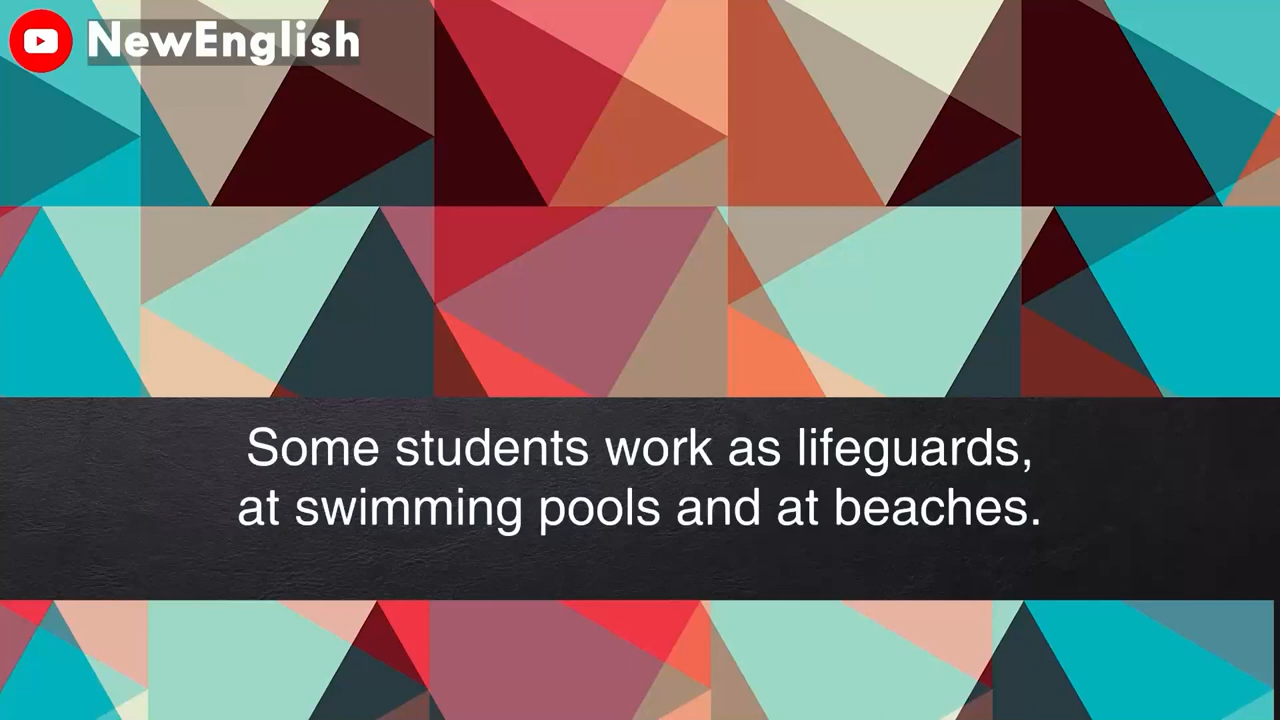 NewEnglish
Some students work as lifeguards,
at swimming pools and at beaches.